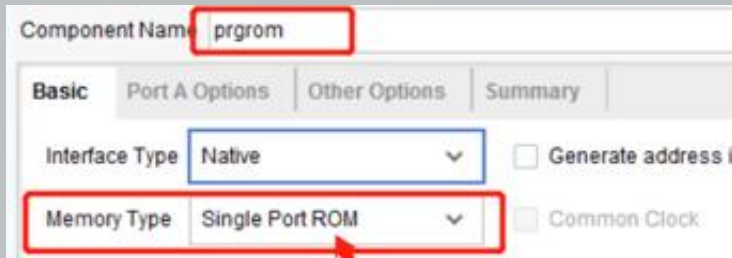 Component Name prgrom
Basic Port A Options Other Options Summary
Interface Type Native Generate address
Memory Type Single Port ROM Common Clock